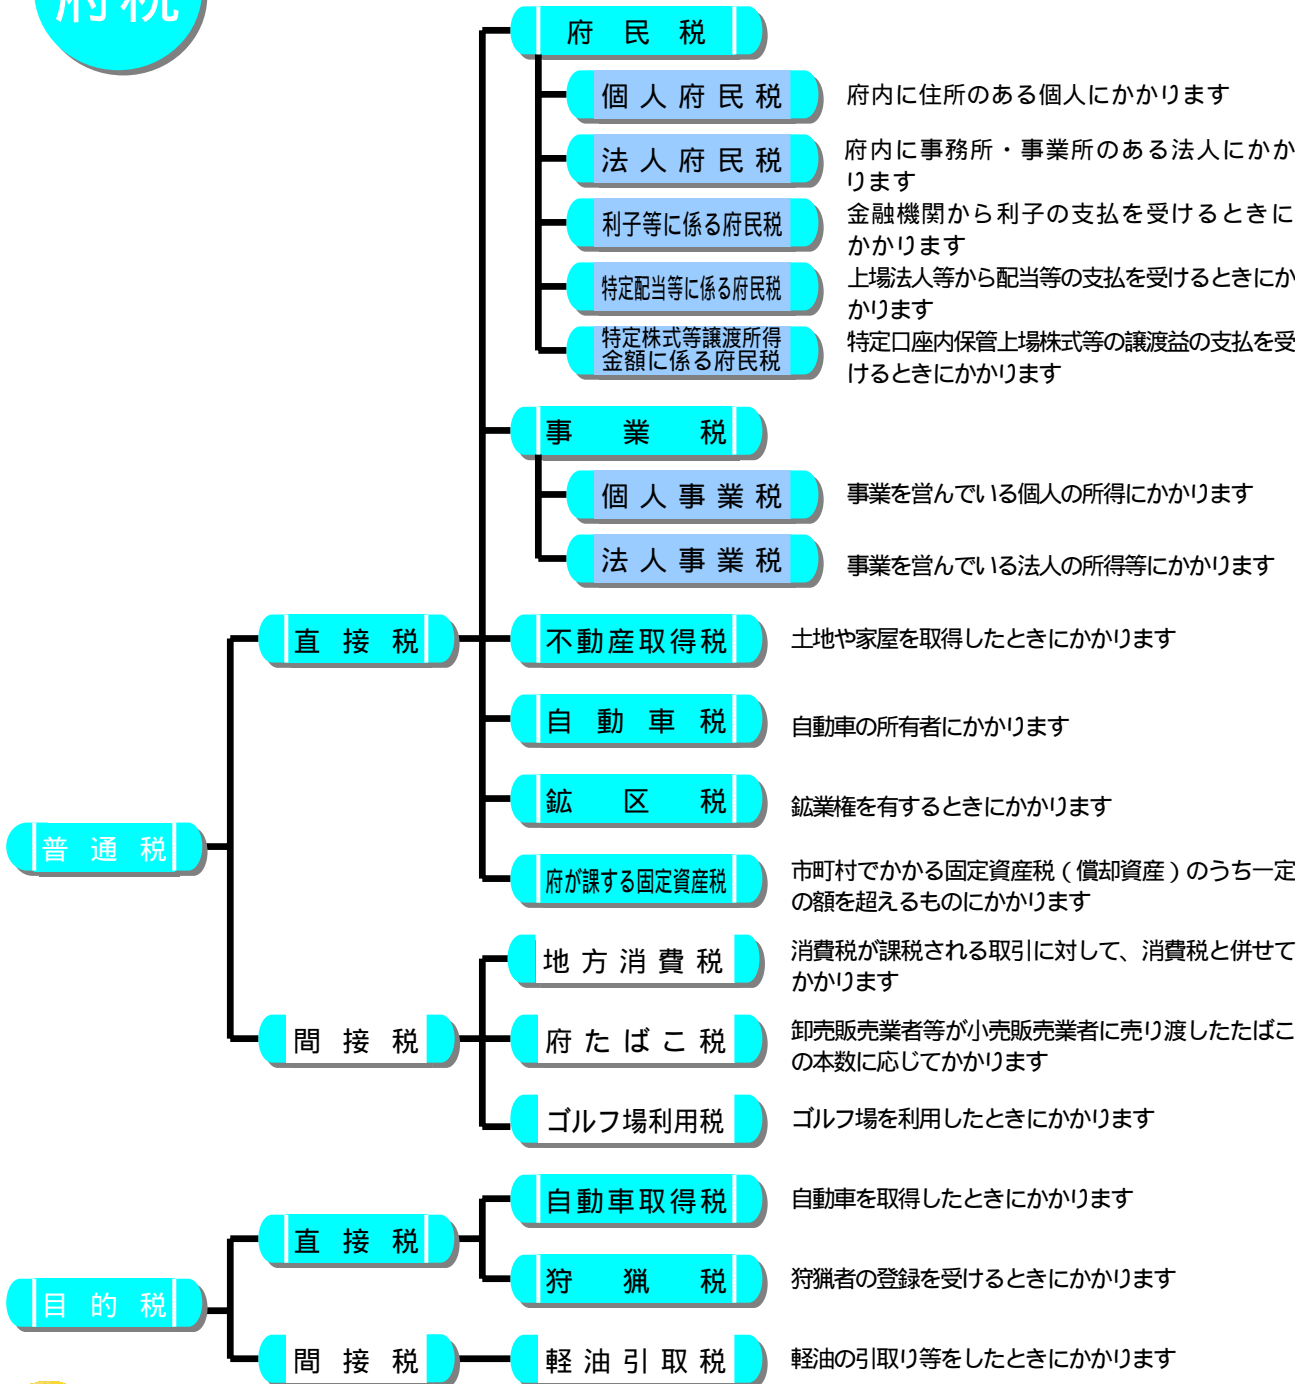 府税
府民税
個人府民税
府内に住所のある個人にかかります
法人府民税
府内に事務所・事業所のある法人にかか
ります
利子等に係る府民税
金融機関から利子の支払を受けるときに
かかります
特定配当等に係る府民税
上場法人等から配当等の支払を受けるときにか
かります
特定株式等譲渡所得
金額に係る府民税
特定口座内保管上場株式等の譲渡益の支払を受
けるときにかかります
事業税
個人事業税
事業を営んでいる個人の所得にかかります
法人事業税
事業を営んでいる法人の所得等にかかります
直接税
不動産取得税
土地や家屋を取得したときにかかります
自動車税
自動車の所有者にかかります
鉱区税
鉱業権を有するときにかかります
普通税
府が課する固定資産税
市町村でかかる固定資産税(償却資産)のうち一定
の額を超えるものにかかります
地方消費税
消費税が課税される取引に対して、消費税と併せて
かかります
間接税
府たばこ税
卸売販売業者等が小売販売業者に売り渡したたばこ
の本数に応じてかかります
ゴルフ場利用税
ゴルフ場を利用したときにかかります
自動車取得税
自動車を取得したときにかかります
直接税
狩猟税
狩猟者の登録を受けるときにかかります
目的税
間接税
軽油引取税
軽油の引取り等をしたときにかかります